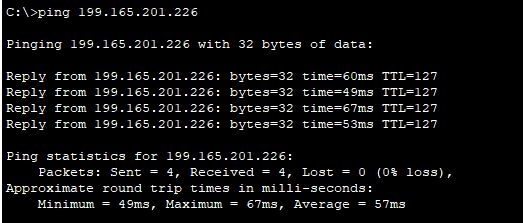 C:\>ping 199.165.201.226
Pinging 199.165.201.226 with 32 bytes of data:
Reply from 199.165.201.226: bytes=32 time=60ms TTL=127
Reply from 199.165.201.226: bytes=32 time=49ms TTL=127
Reply from 199.165.201.226: bytes=32 time=67ms TTL=127
Reply from 199.165.201.226: bytes=32 time=53ms TTL=127
Ping statistics for 199.165.201.226:
Packets: Sent = 4, Received = 4, Lost = 0 (0% loss),
Approximate round trip times in milli-seconds:
Minimum = 49ms, Maximum = 67ms, Average = 57ms